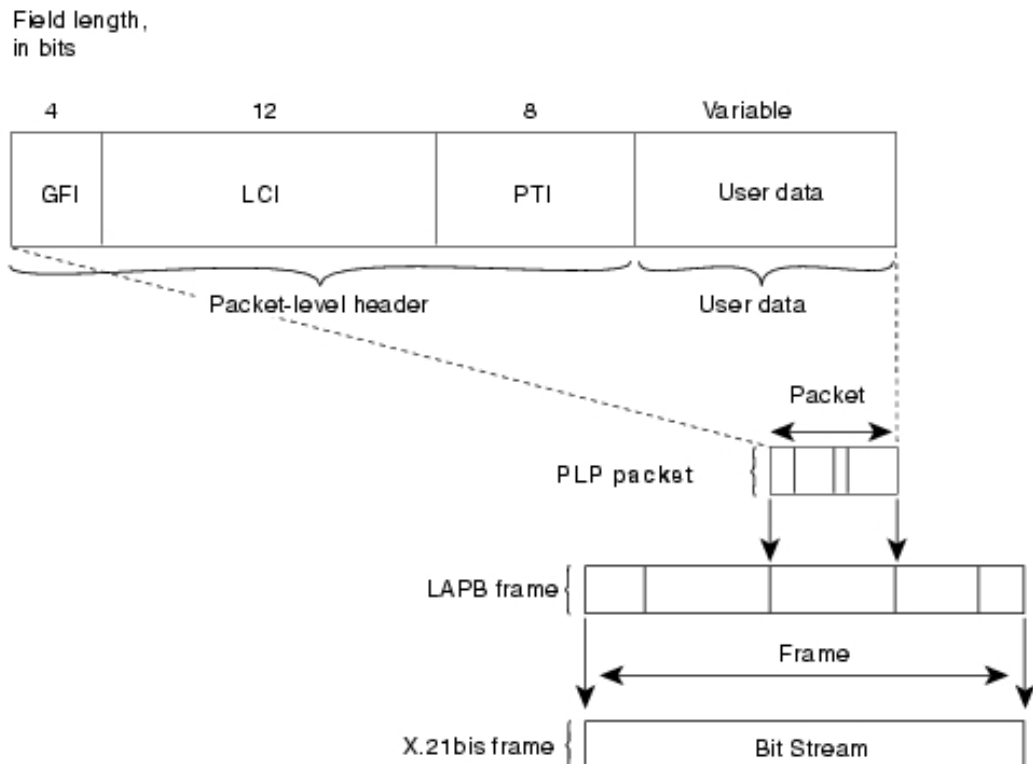 Field length,
in bits
4 12 8 Variable
GFI LCI PTI User data
Packet-level header User data
Packet
PLP packet
LAPB frame
Frame
X.21bis frame Bit Stream